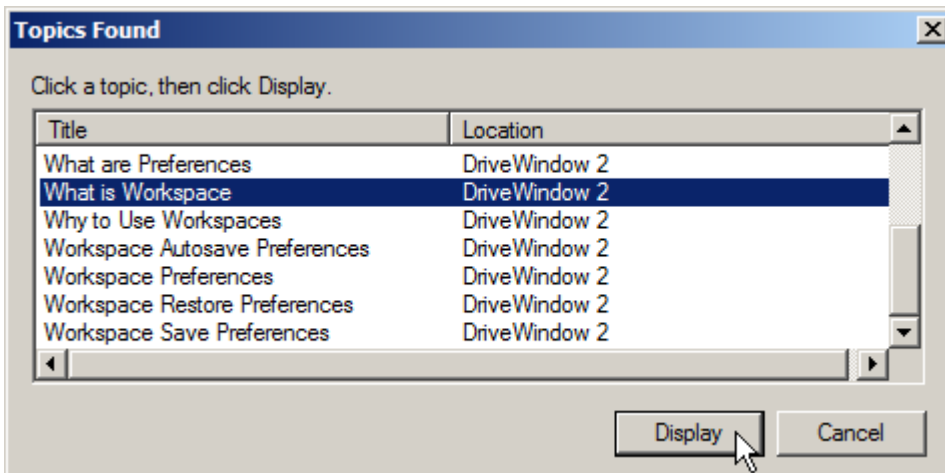 Topics Found
Click a topic, then click Display.
Title Location
What are Preferences DriveWindow 2
What is Workspace DriveWindow 2
Why to Use Workspaces DriveWindow 2
Workspace Autosave Preferences DriveWindow 2
Workspace Preferences DriveWindow 2
Workspace Restore Preferences DriveWindow 2
Workspace Save Preferences DriveWindow 2
Display Cancel